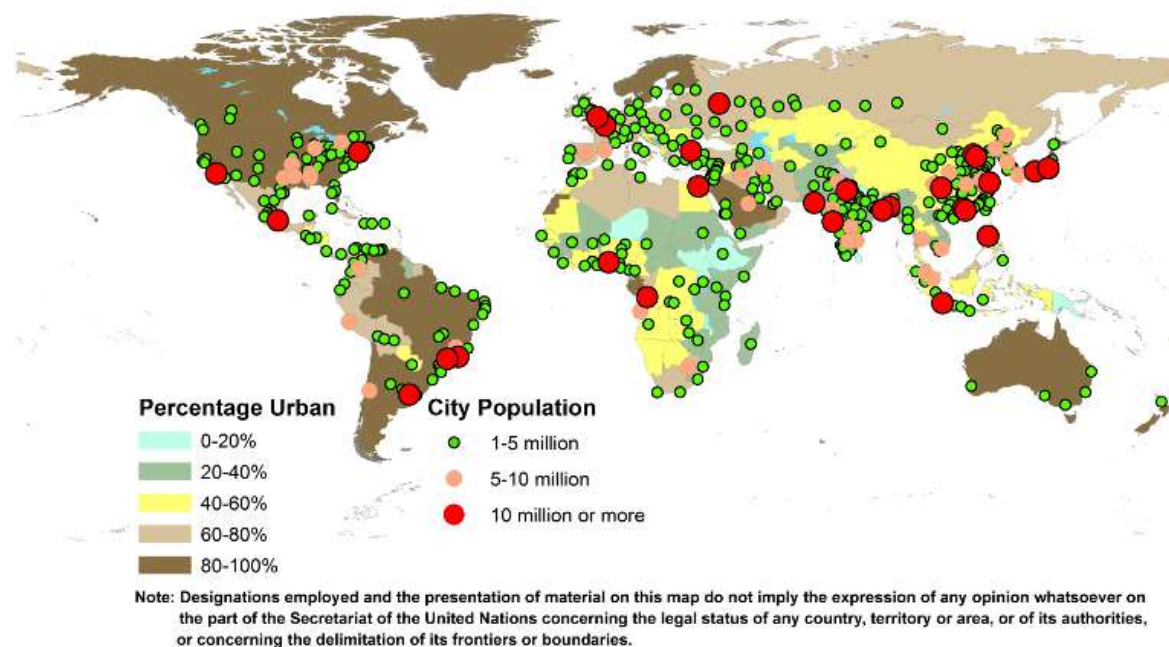 Percentage Urban
0-20%
20-40%
40-60%
60-80%
80-100%
City Population
1-5 million
5-10 million
10 million or more
Note: Designations employed and the presentation of material on this map do not imply the expression of any opinion whatsoever on
the part of the Secretariat of the United Nations concerning the legal status of any country, territory or area, or of its authorities,
or concerning the delimitation of its frontiers or boundaries.